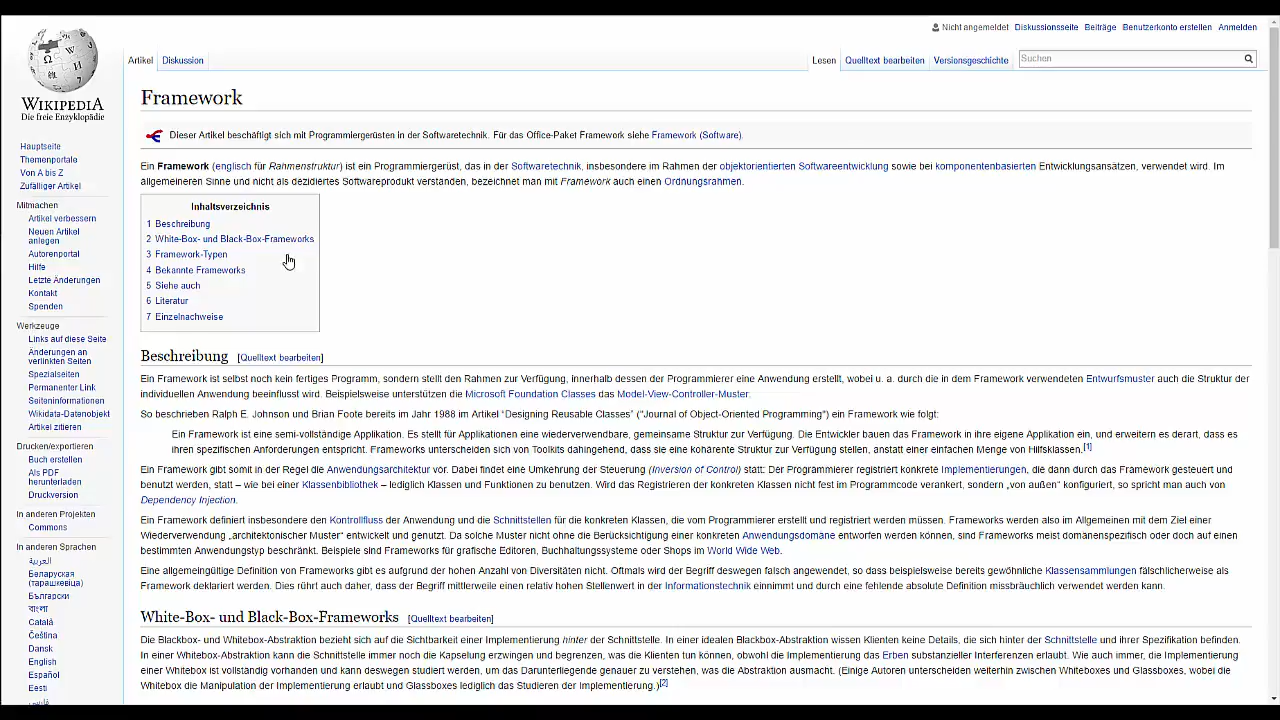 WIKIPEDIA
Die freie Enzyklopädie
Hauptseite
Themenportale
Von A bis Z
Zufälliger Artikel
Mitmachen
Artikel verbessern
Neuen Artikel
anlegen
Autorenportal
Hilfe
Letzte Änderungen
Kontakt
Spenden
Werkzeuge
Links auf diese Seite
Änderungen an
verlinkten Seiten
Spezialseiten
Permanenter Link
Seiteninformationen
Wikidata-Datenobjekt
Artikel zitieren
Drucken/exportieren
Buch erstellen
Als PDF
herunterladen
Druckversion
In anderen Projekten
Commons
In anderen Sprachen
العربية
Беларуская
(тарашкевіца)
Български
বাংলা
Català
Čeština
Dansk
English
Español
Eesti
فارسی
Nicht angemeldet Diskussionsseite Beiträge Benutzerkonto erstellen Anmelden
Artikel Diskussion Lesen Quelltext bearbeiten Versionsgeschichte Suchen
Framework
Dieser Artikel beschäftigt sich mit Programmiergerüsten in der Softwaretechnik. Für das Office-Paket Framework siehe Framework (Software).
Ein Framework (englisch für Rahmenstruktur) ist ein Programmiergerüst, das in der Softwaretechnik, insbesondere im Rahmen der objektorientierten Softwareentwicklung sowie bei komponentenbasierten Entwicklungsansätzen, verwendet wird. Im
allgemeineren Sinne und nicht als dezidiertes Softwareprodukt verstanden, bezeichnet man mit Framework auch einen Ordnungsrahmen.
Inhaltsverzeichnis
1 Beschreibung
2 White-Box- und Black-Box-Frameworks
3 Framework-Typen
4 Bekannte Frameworks
5 Siehe auch
6 Literatur
7 Einzelnachweise
Beschreibung [Quelltext bearbeiten]
Ein Framework ist selbst noch kein fertiges Programm, sondern stellt den Rahmen zur Verfügung, innerhalb dessen der Programmierer eine Anwendung erstellt, wobei u. a. durch die in dem Framework verwendeten Entwurfsmuster auch die Struktur der
individuellen Anwendung beeinflusst wird. Beispielsweise unterstützen die Microsoft Foundation Classes das Model-View-Controller-Muster.
So beschrieben Ralph E. Johnson und Brian Foote bereits im Jahr 1988 im Artikel "Designing Reusable Classes" ("Journal of Object-Oriented Programming") ein Framework wie folgt:
Ein Framework ist eine semi-vollständige Applikation. Es stellt für Applikationen eine wiederverwendbare, gemeinsame Struktur zur Verfügung. Die Entwickler bauen das Framework in ihre eigene Applikation ein, und erweitern es derart, dass es
ihren spezifischen Anforderungen entspricht. Frameworks unterscheiden sich von Toolkits dahingehend, dass sie eine kohärente Struktur zur Verfügung stellen, anstatt einer einfachen Menge von Hilfsklassen.[1]
Ein Framework gibt somit in der Regel die Anwendungsarchitektur vor. Dabei findet eine Umkehrung der Steuerung (Inversion of Control) statt: Der Programmierer registriert konkrete Implementierungen, die dann durch das Framework gesteuert und
benutzt werden, statt – wie bei einer Klassenbibliothek – lediglich Klassen und Funktionen zu benutzen. Wird das Registrieren der konkreten Klassen nicht fest im Programmcode verankert, sondern „von außen“ konfiguriert, so spricht man auch von
Dependency Injection.
Ein Framework definiert insbesondere den Kontrollfluss der Anwendung und die Schnittstellen für die konkreten Klassen, die vom Programmierer erstellt und registriert werden müssen. Frameworks werden also im Allgemeinen mit dem Ziel einer
Wiederverwendung „architektonischer Muster“ entwickelt und genutzt. Da solche Muster nicht ohne die Berücksichtigung einer konkreten Anwendungsdomäne entworfen werden können, sind Frameworks meist domänenspezifisch oder doch auf einen
bestimmten Anwendungstyp beschränkt. Beispiele sind Frameworks für grafische Editoren, Buchhaltungssysteme oder Shops im World Wide Web.
Eine allgemeingültige Definition von Frameworks gibt es aufgrund der hohen Anzahl von Diversitäten nicht. Oftmals wird der Begriff deswegen falsch angewendet, so dass beispielsweise bereits gewöhnliche Klassensammlungen fälschlicherweise als
Framework deklariert werden. Dies rührt auch daher, dass der Begriff mittlerweile einen relativ hohen Stellenwert in der Informationstechnik einnimmt und durch eine fehlende absolute Definition missbräuchlich verwendet werden kann.
White-Box- und Black-Box-Frameworks [Quelltext bearbeiten]
Die Blackbox- und Whitebox-Abstraktion bezieht sich auf die Sichtbarkeit einer Implementierung hinter der Schnittstelle. In einer idealen Blackbox-Abstraktion wissen Klienten keine Details, die sich hinter der Schnittstelle und ihrer Spezifikation befinden.
In einer Whitebox-Abstraktion kann die Schnittstelle immer noch die Kapselung erzwingen und begrenzen, was die Klienten tun können, obwohl die Implementierung das Erben substanzieller Interferenzen erlaubt. Wie auch immer, die Implementierung
einer Whitebox ist vollständig vorhanden und kann deswegen studiert werden, um das Darunterliegende genauer zu verstehen, was die Abstraktion ausmacht. (Einige Autoren unterscheiden weiterhin zwischen Whiteboxes und Glassboxes, wobei die
Whitebox die Manipulation der Implementierung erlaubt und Glassboxes lediglich das Studieren der Implementierung.)[2]